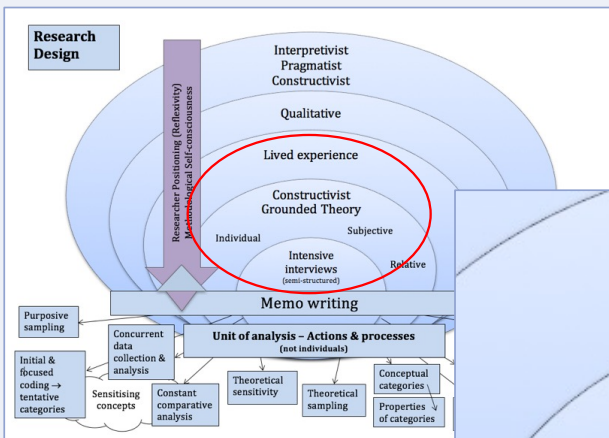 Research
Design
Interpretivist
Pragmatist
Constructivist
Qualitative
Lived experience
Constructivist
Grounded Theory
Individual
Subjective
Relative
Intensive
interviews
(semi-structured)
Researcher Positioning (Reflexivity)
Methodological Self-consciousness
Memo writing
Unit of analysis – Actions & processes
(not individuals)
Purposive
sampling
Concurrent
data
collection &
analysis
Initial &
focused
coding →
tentative
categories
Sensitising
concepts
Constant
comparative
analysis
Theoretical
sensitivity
Theoretical
sampling
Conceptual
categories
Properties
of categories